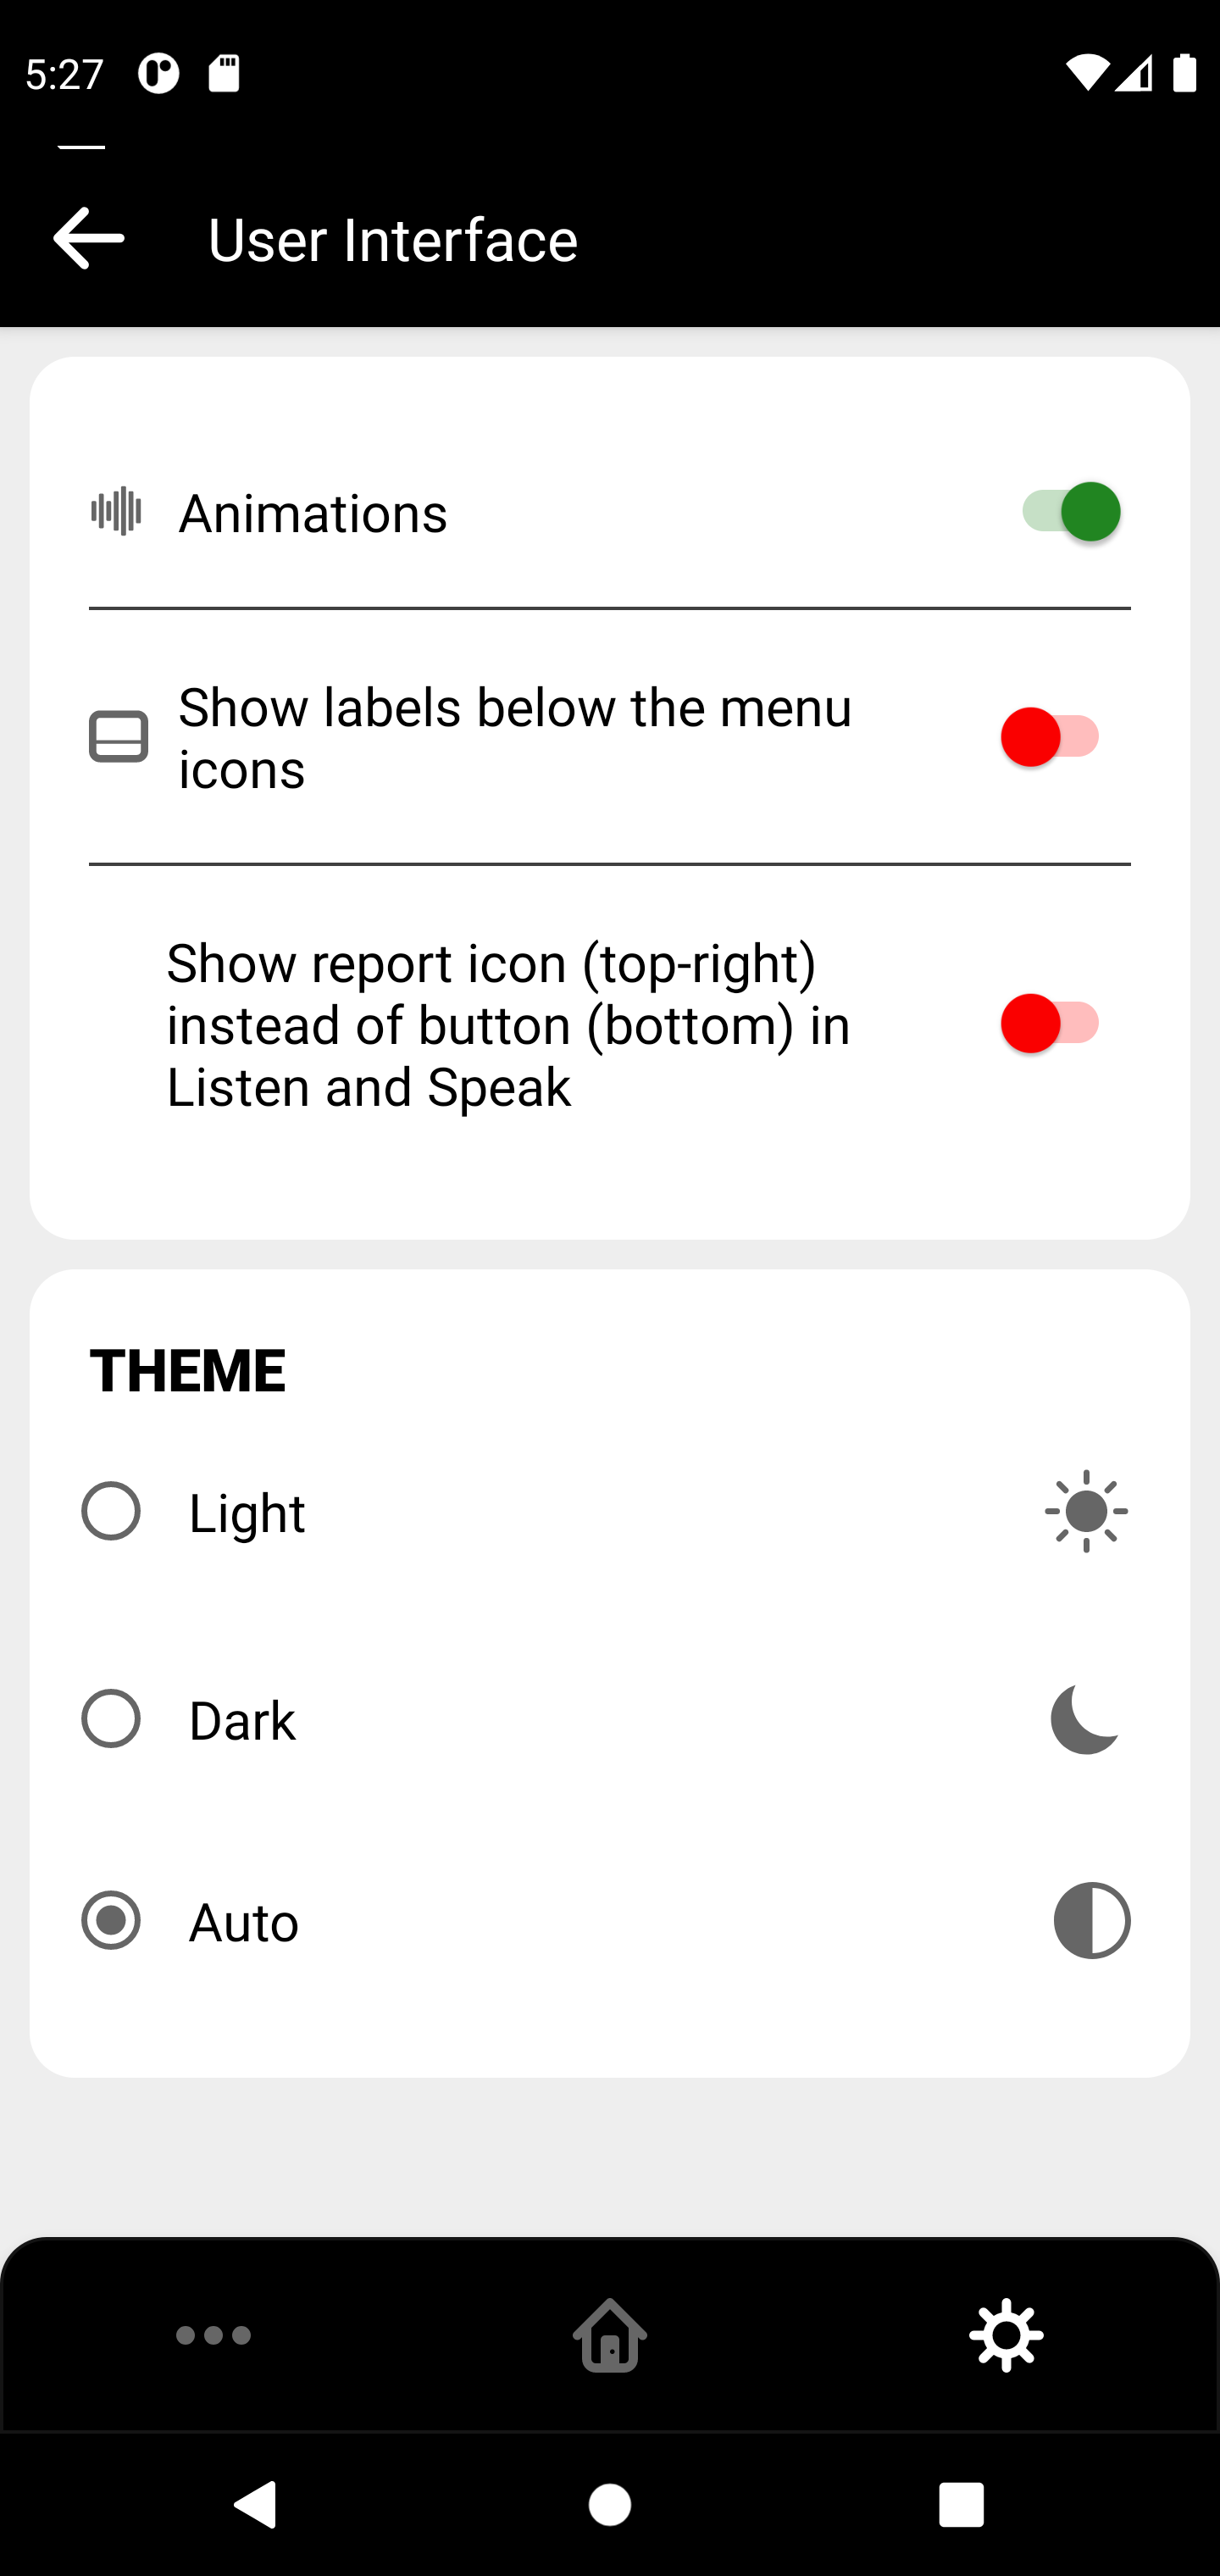 5:27
User Interface
Animations
Show labels below the menu
icons
Show report icon (top-right)
instead of button (bottom) in
Listen and Speak
THEME
Light
Dark
Auto